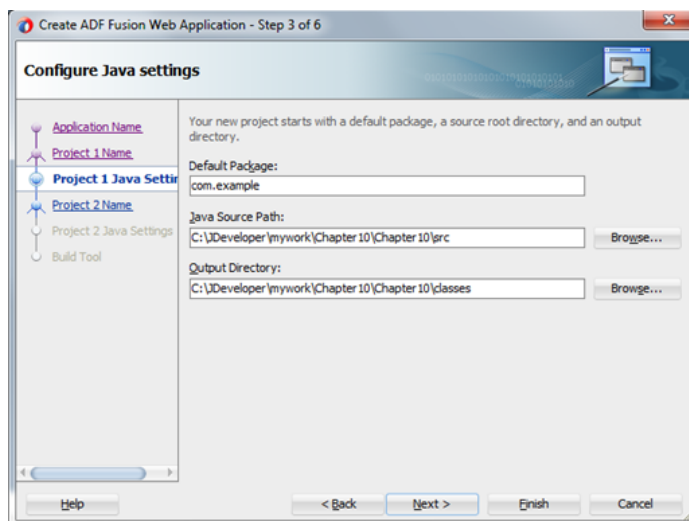 Create ADF Fusion Web Application - Step 3 of 6
Configure Java settings
Application Name
Project 1 Name
Project 1 Java Settin
Project 2 Name
Project 2 Java Settings
Build Tool
Your new project starts with a default package, a source root directory, and an output
directory.
Default Package:
com.example
Java Source Path:
C:\JDeveloper\mywork\Chapter10\Chapter10\src
Browse...
Output Directory:
C:\JDeveloper\mywork\Chapter10\Chapter10\classes
Browse...
Help
< Back
Next >
Finish
Cancel